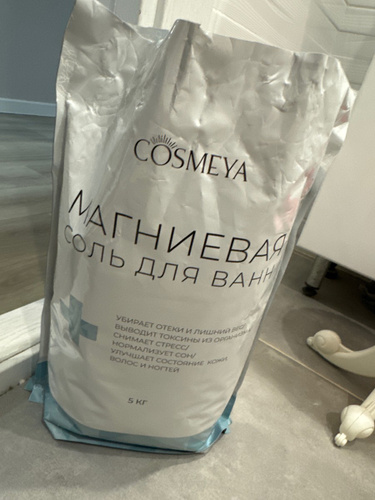 COSMEYA
МАГНИЕВАЯ
СОЛЬ ДЛЯ ВАНН
УБИРАЕТ ОТЕКИ И ЛИШНИЙ
ВЫВОДИТ ТОКСИНЫ ИЗ
СНИМАЕТ СТРЕСС/
НОРМАЛИЗУЕТ СОН/
УЛУЧШАЕТ СОСТОЯНИЕ КОЖИ,
ВОЛОС И НОГТЕЙ
5 КГ